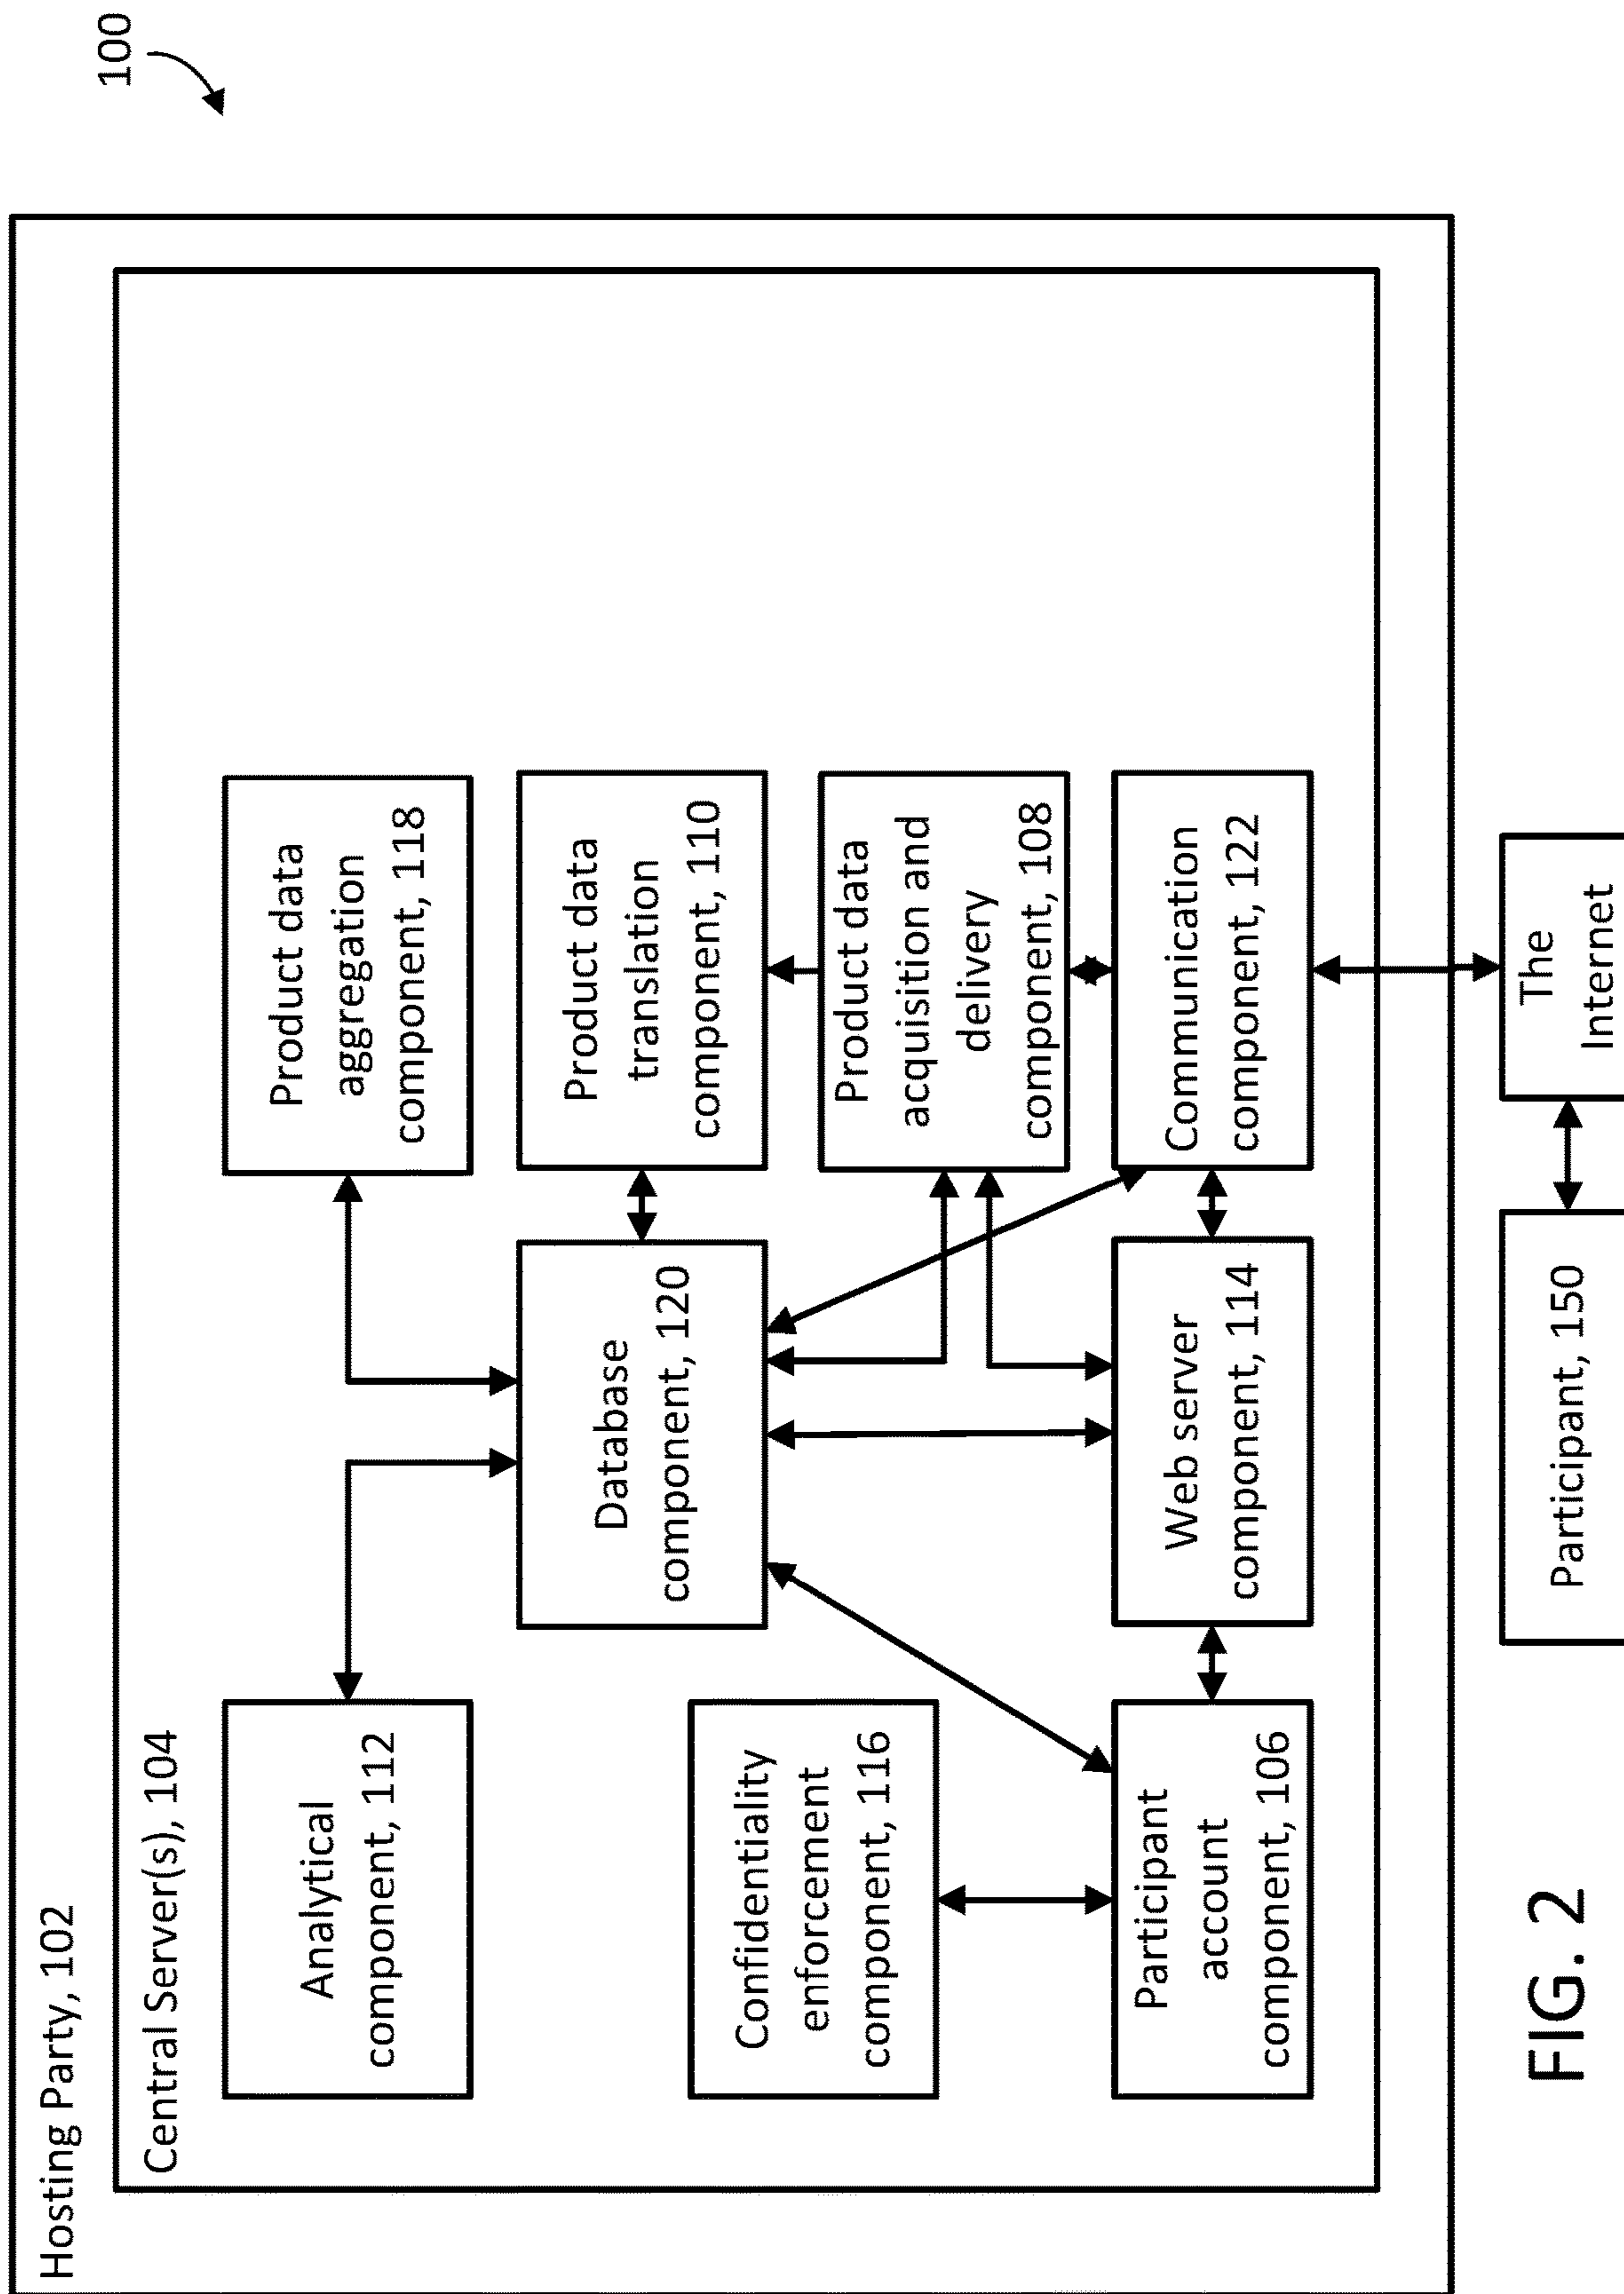 100
Hosting Party, 102
Central Server(s), 104
Analytical
component, 112
Product data
aggregation
component, 118
Database
component, 120
Product data
translation
component, 110
Confidentiality
enforcement
component, 116
Product data
acquisition and
delivery
component, 108
Participant
account
component, 106
Web server
component, 114
Communication
component, 122
Participant, 150
The
Internet
FIG. 2